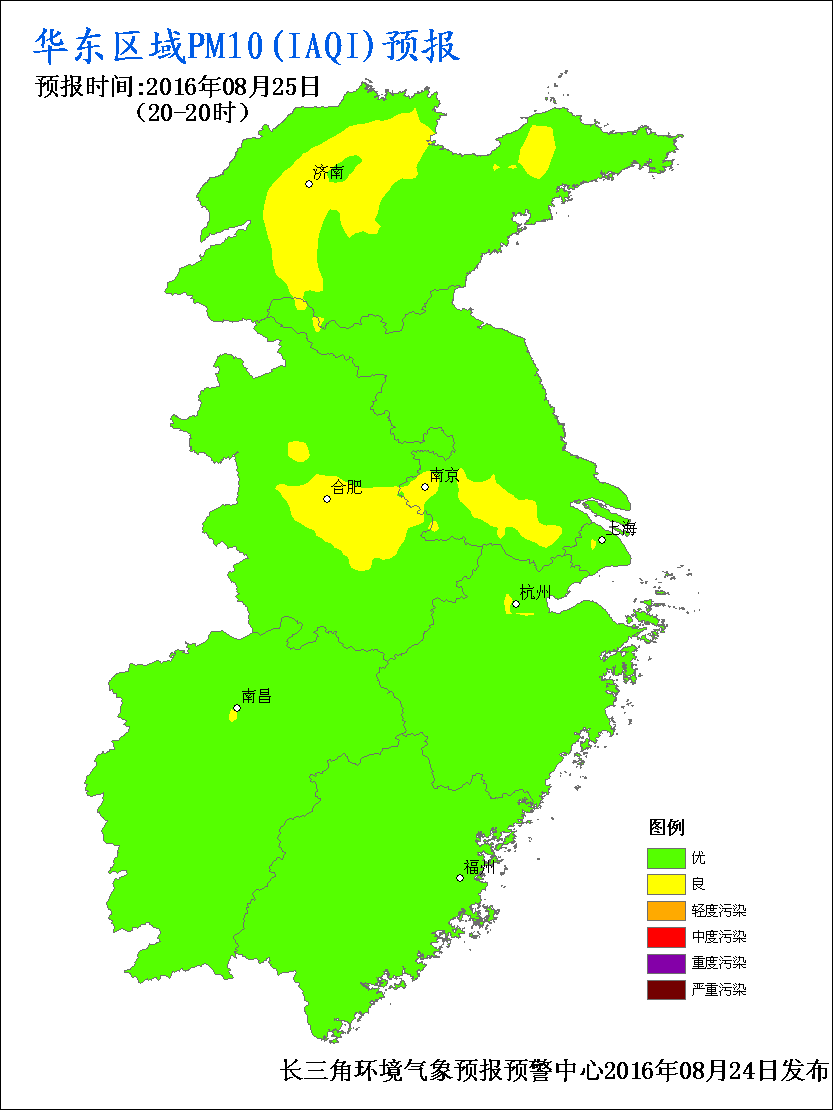 华东区域PM10(IAQI)预报
预报时间:2016年08月25日
（20-20时）
济南
南京
合肥
上海
杭州
南昌
福州
图例
优
良
轻度污染
中度污染
重度污染
严重污染
长三角环境气象预报预警中心2016年08月24日发布